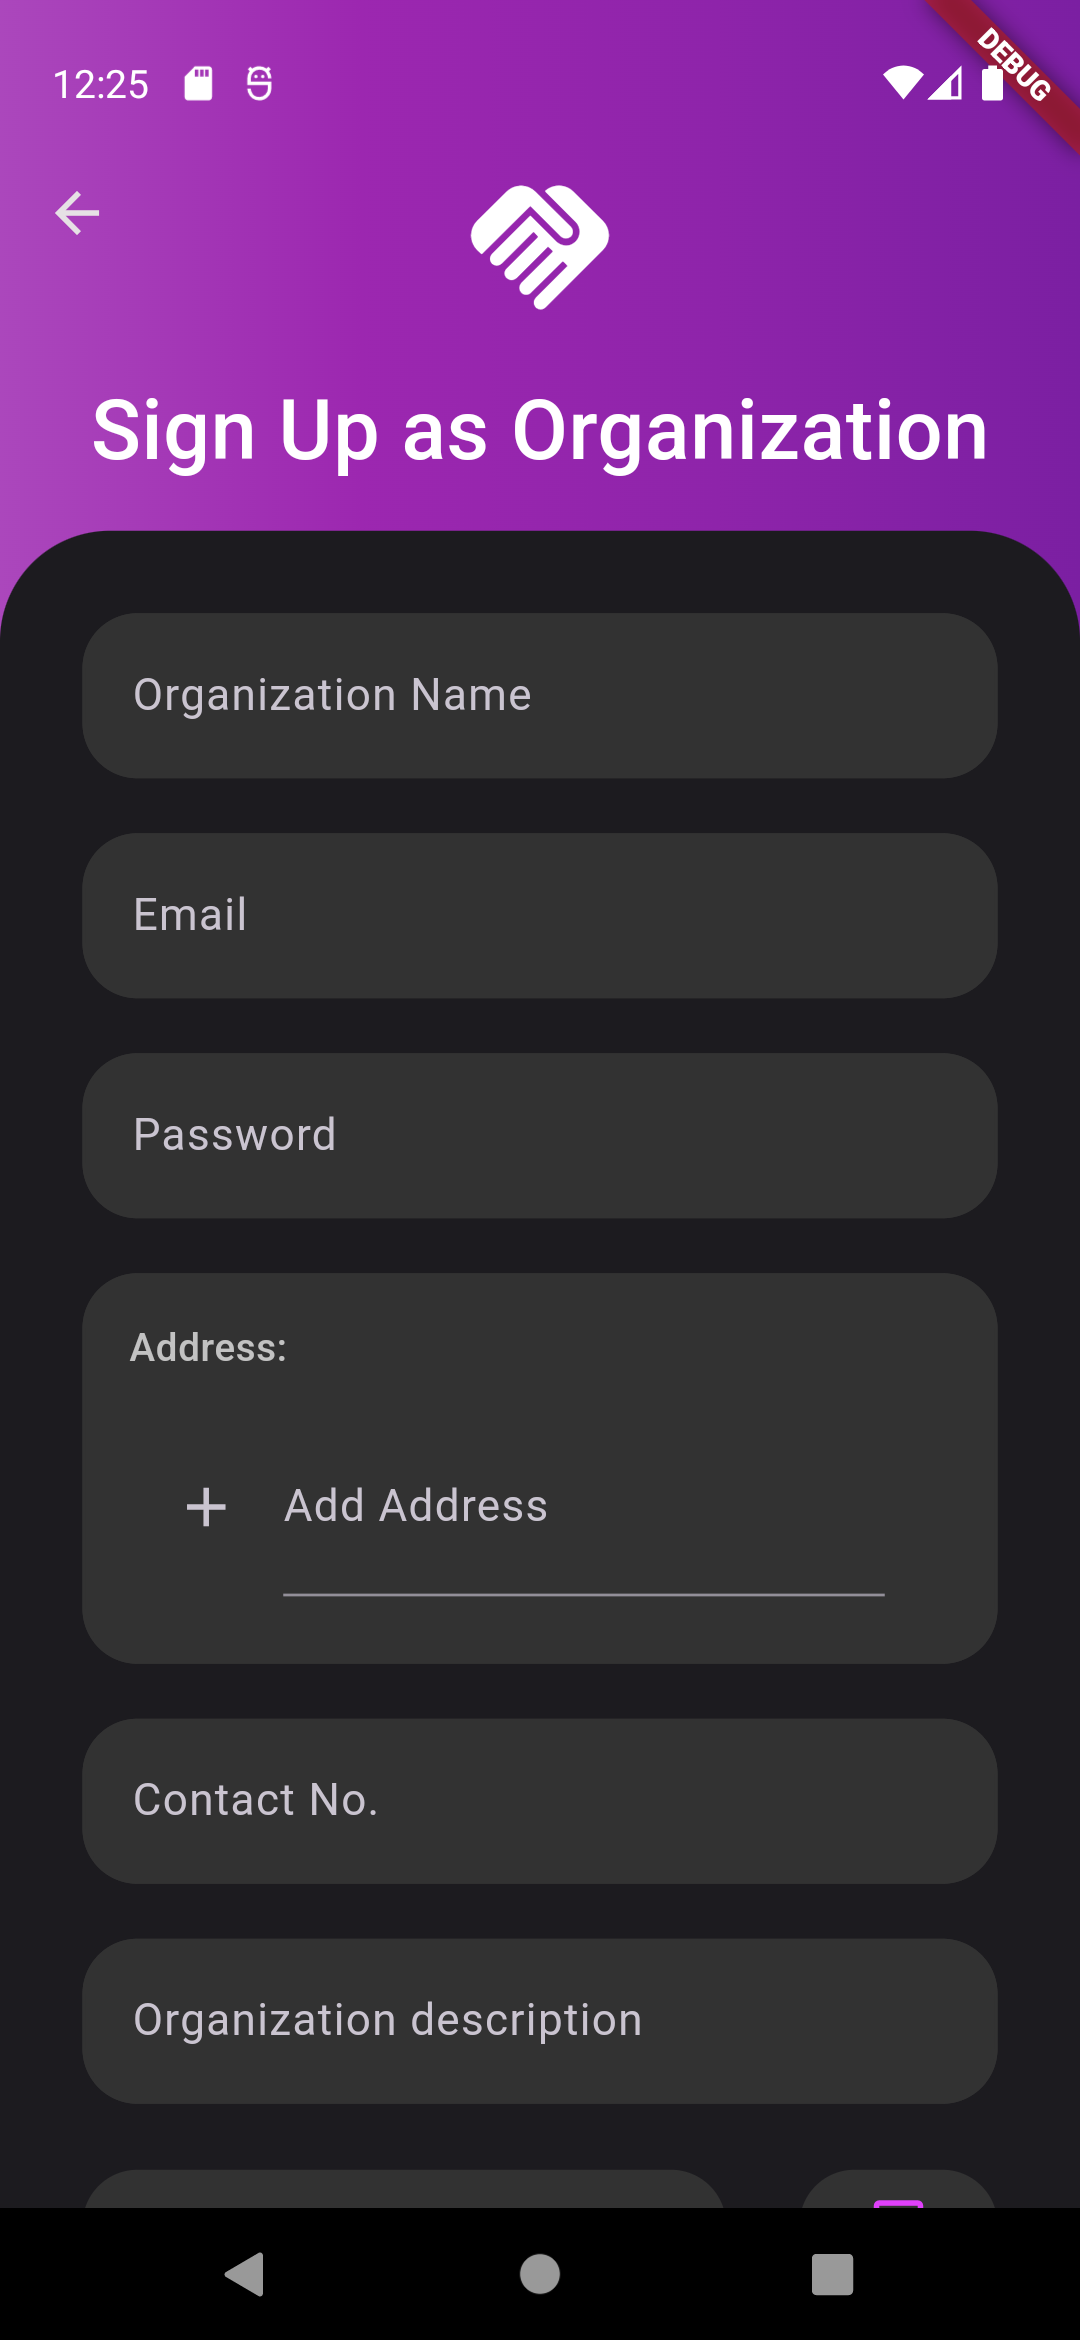 12:25
DEBUG
Sign Up as Organization
Organization Name
Email
Password
Address:
Add Address
Contact No.
Organization description